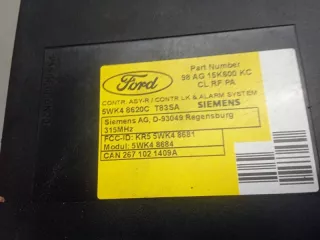 Ford
Part Number
98 AG 15K600 KC
CL RF PA
CONTR ASY-R / CONTR LK & ALARM SYSTEM
5WK4 8620C T83SA SIEMENS
Siemens AG, D-93049 Regensburg
315MHz
FCC-ID: KR5 5WK4 8681
Modul: 5WK4 8684
CAN 267 102 1409A